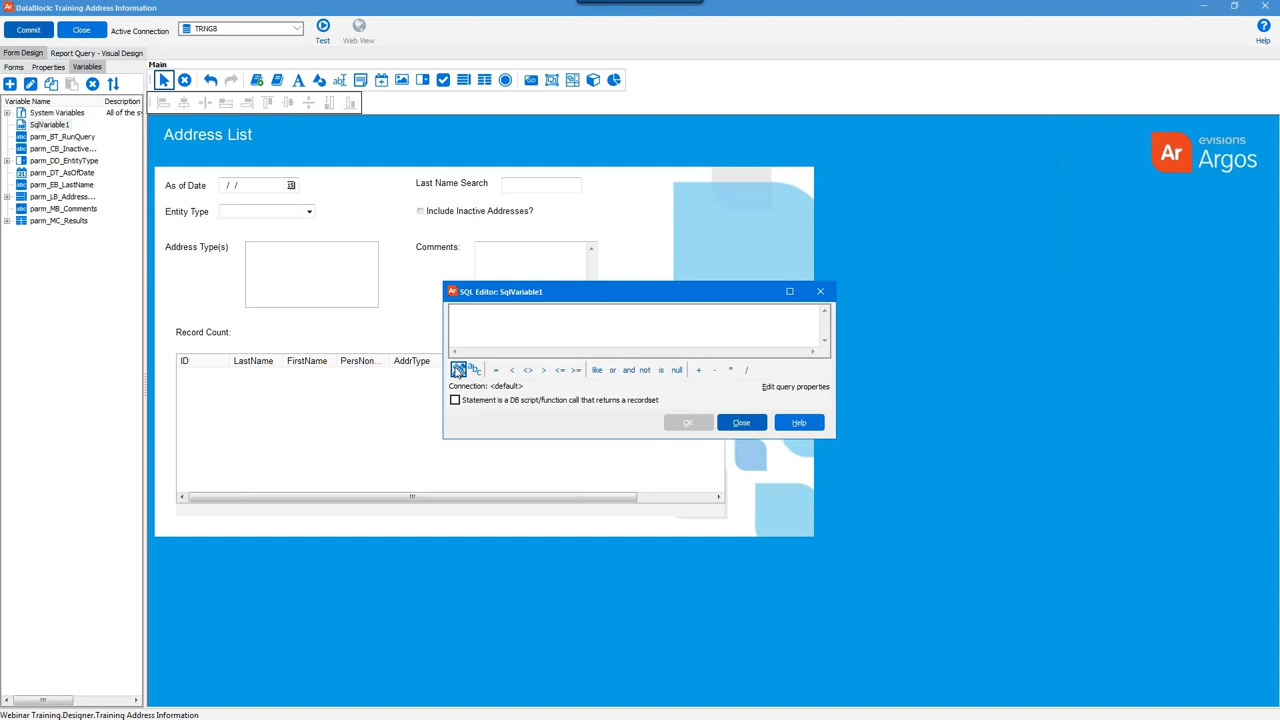 DataBlock: Training Address Information
Commit
Close
Active Connection
TRNG8
Test
Web View
Help
Form Design
Report Query - Visual Design
Forms
Properties
Variables
Main
Variable Name
Description
System Variables
All of the sy
SqlVariable1
parm_BT_RunQuery
parm_CB_Inactive...
parm_DD_EntityType
parm_DT_AsOfDate
parm_EB_LastName
parm_LB_Address...
parm_MB_Comments
parm_MC_Results
Address List
Ar evisions Argos
As of Date / /
Last Name Search
Entity Type
Include Inactive Addresses?
Address Type(s)
Comments:
Record Count:
ID LastName FirstName PersNon... AddrType
Ar SQL Editor: SqlVariable1
= < <> > <= >= like or and not is null + - * /
Connection: <default>
Edit query properties
Statement is a DB script/function call that returns a recordset
OK
Close
Help
Webinar Training.Designer.Training Address Information